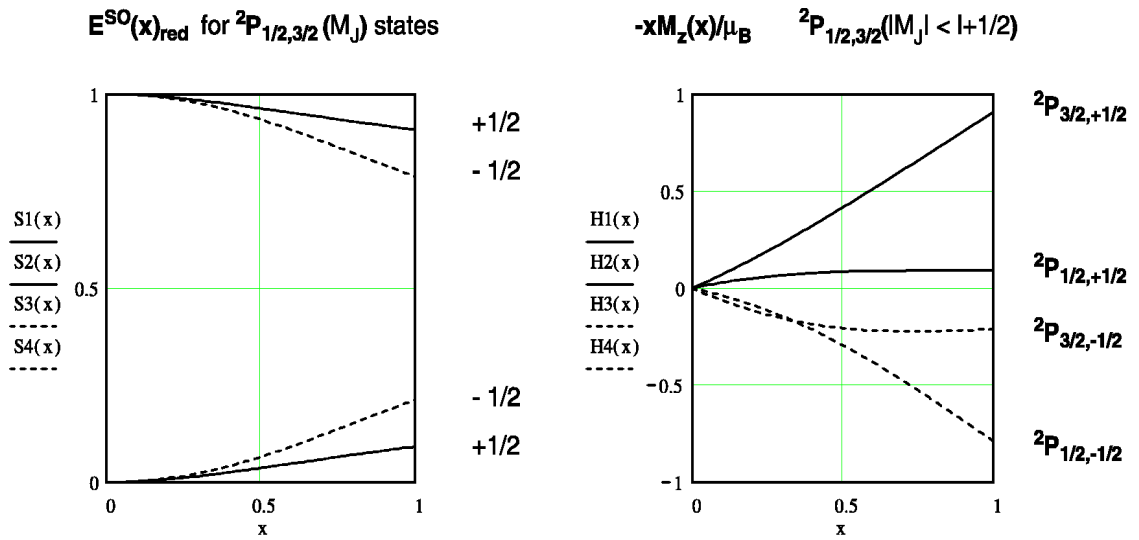 E^SO(x)_red for ²P_1/2,3/2 (M_J) states
1
0.5
0
S1(x)
S2(x)
S3(x)
S4(x)
0
0.5
1
x
+1/2
- 1/2
- 1/2
+1/2
-xM_z(x)/μ_B ²P_1/2,3/2(|M_J| < l+1/2)
1
0.5
0
−0.5
−1
H1(x)
H2(x)
H3(x)
H4(x)
0
0.5
1
x
²P_3/2,+1/2
²P_1/2,+1/2
²P_3/2,-1/2
²P_1/2,-1/2